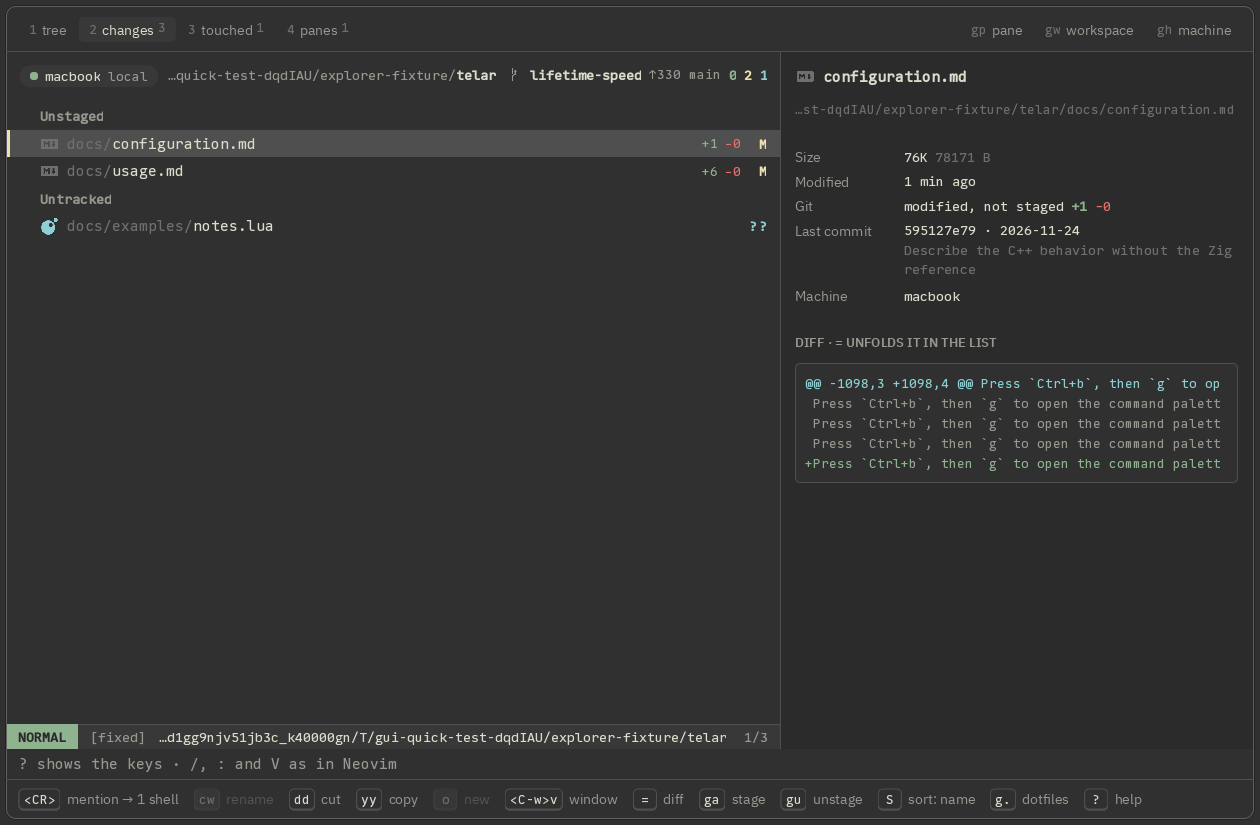 1 tree 2 changes 3 3 touched 1 4 panes 1 gp pane gw workspace gh machine
macbook local …quick-test-dqdIAU/explorer-fixture/telar lifetime-speed ↑330 main 0 2 1
Unstaged
docs/configuration.md +1 -0 M
docs/usage.md +6 -0 M
Untracked
docs/examples/notes.lua ??
configuration.md
…st-dqdIAU/explorer-fixture/telar/docs/configuration.md
Size 76K 78171 B
Modified 1 min ago
Git modified, not staged +1 -0
Last commit 595127e79 · 2026-11-24
Describe the C++ behavior without the Zig
reference
Machine macbook
DIFF · = UNFOLDS IT IN THE LIST
@@ -1098,3 +1098,4 @@ Press `Ctrl+b`, then `g` to op
Press `Ctrl+b`, then `g` to open the command palett
Press `Ctrl+b`, then `g` to open the command palett
Press `Ctrl+b`, then `g` to open the command palett
+Press `Ctrl+b`, then `g` to open the command palett
NORMAL [fixed] …d1gg9njv51jb3c_k40000gn/T/gui-quick-test-dqdIAU/explorer-fixture/telar 1/3
? shows the keys · /, : and V as in Neovim
<CR> mention → 1 shell cw rename dd cut yy copy o new <C-w>v window = diff ga stage gu unstage S sort: name g. dotfiles ? help